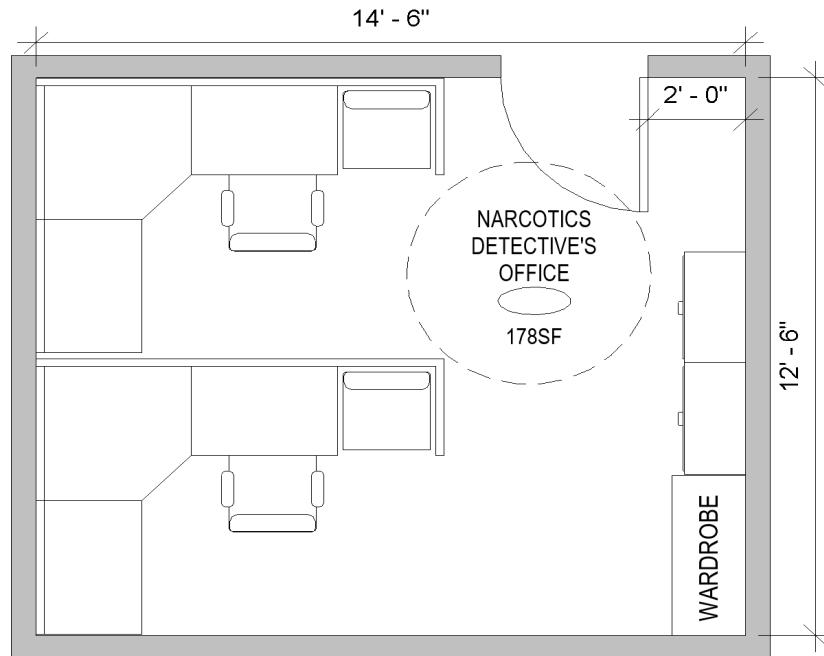 14' - 6"
2' - 0"
NARCOTICS
DETECTIVE'S
OFFICE
178SF
12' - 6"
WARDROBE